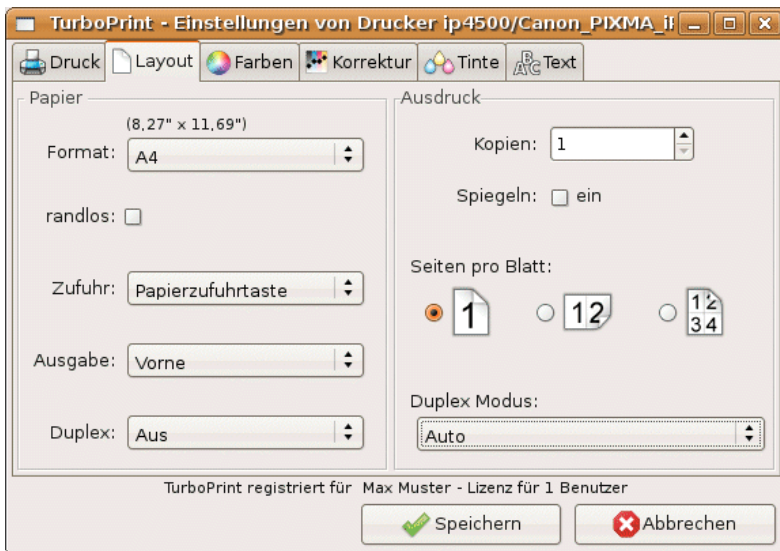 TurboPrint - Einstellungen von Drucker ip4500/Canon_PIXMA_i
Druck Layout Farben Korrektur Tinte ABC Text
Papier
(8,27" x 11,69")
Format: A4
randlos:
Zufuhr: Papierzufuhrtaste
Ausgabe: Vorne
Duplex: Aus
Ausdruck
Kopien: 1
Spiegeln: ein
Seiten pro Blatt:
1 12 12
34
Duplex Modus:
Auto
TurboPrint registriert für Max Muster - Lizenz für 1 Benutzer
Speichern Abbrechen